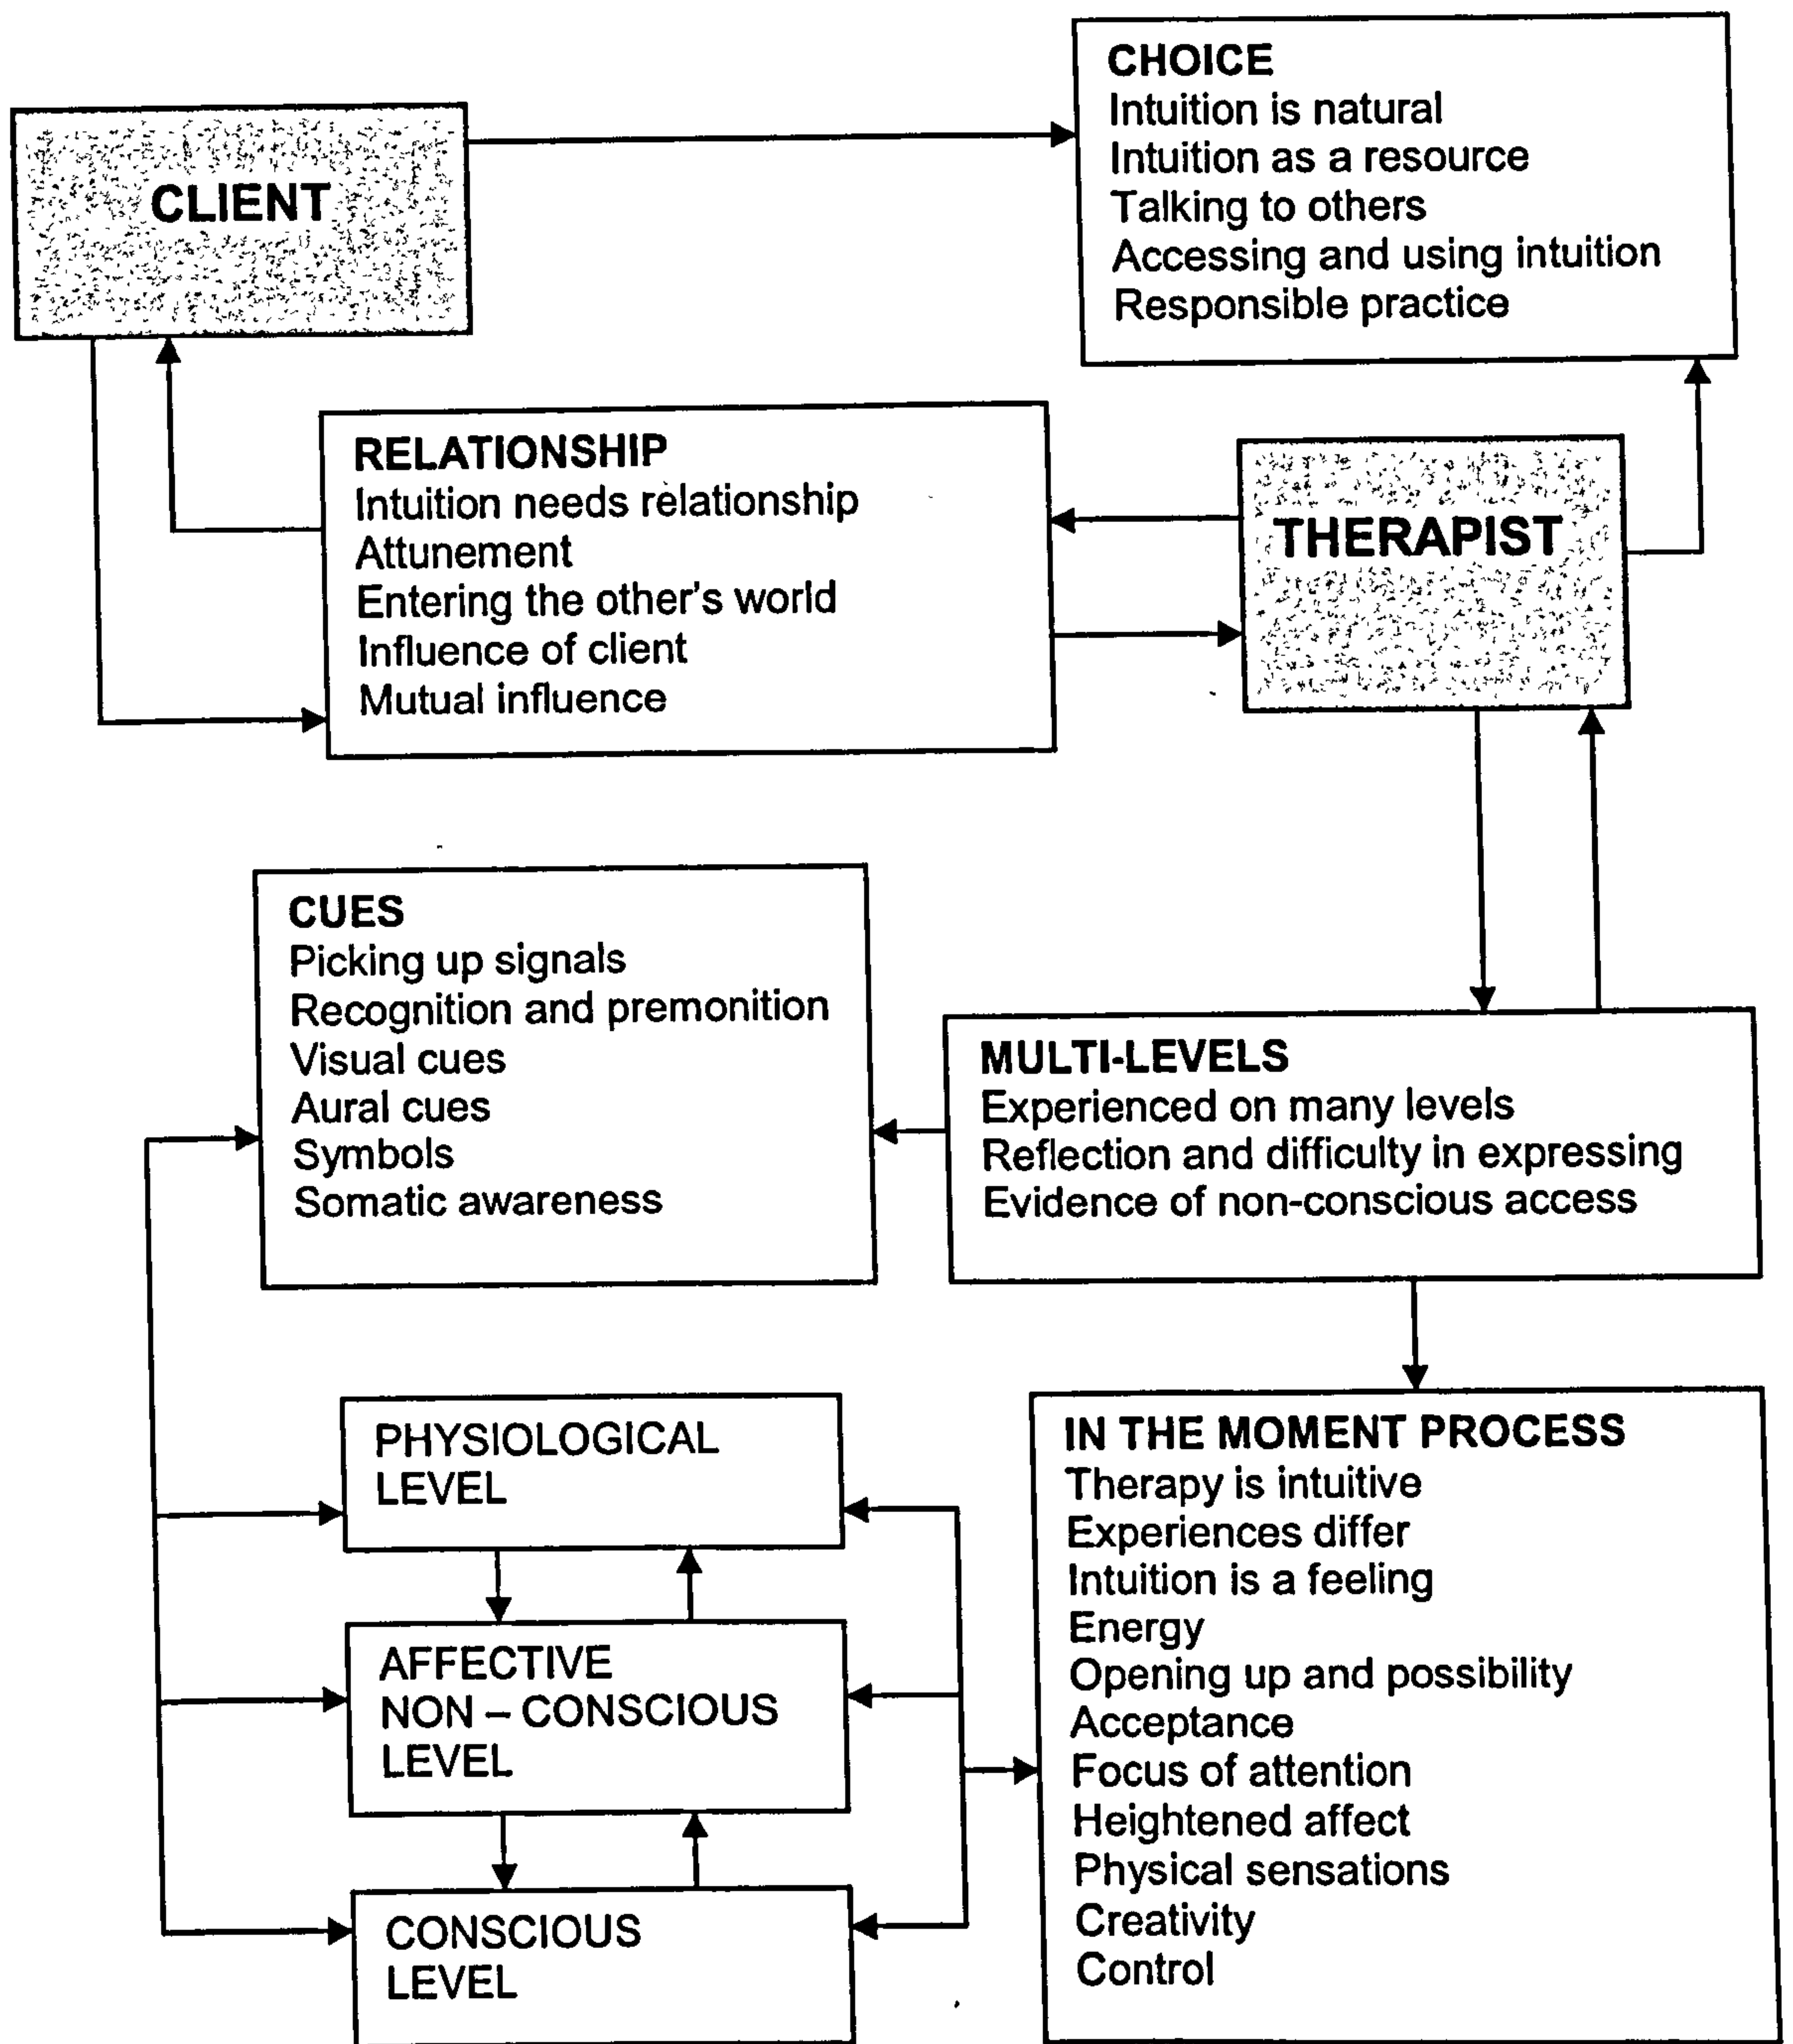 CHOICE
Intuition is natural
Intuition as a resource
Talking to others
Accessing and using intuition
Responsible practice
CLIENT
RELATIONSHIP
Intuition needs relationship
Attunement
Entering the other's world
Influence of client
Mutual influence
THERAPIST
CUES
Picking up signals
Recognition and premonition
Visual cues
Aural cues
Symbols
Somatic awareness
MULTI-LEVELS
Experienced on many levels
Reflection and difficulty in expressing
Evidence of non-conscious access
PHYSIOLOGICAL
LEVEL
AFFECTIVE
NON – CONSCIOUS
LEVEL
CONSCIOUS
LEVEL
IN THE MOMENT PROCESS
Therapy is intuitive
Experiences differ
Intuition is a feeling
Energy
Opening up and possibility
Acceptance
Focus of attention
Heightened affect
Physical sensations
Creativity
Control